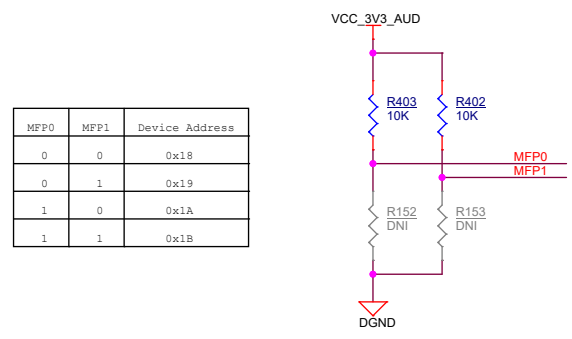 VCC_3V3_AUD
R403
10K
R402
10K
MFP0 MFP1 Device Address
0 0 0x18
0 1 0x19
1 0 0x1A
1 1 0x1B
MFP0
MFP1
R152
DNI
R153
DNI
DGND